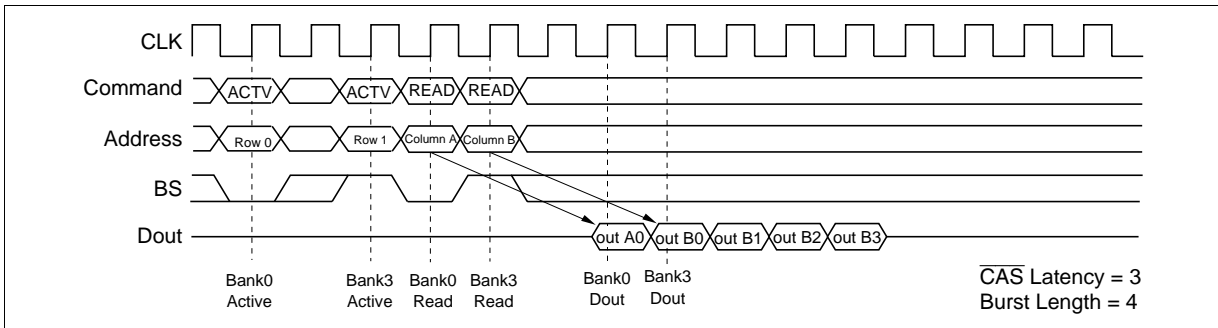 CLK
Command ACTV ACTV READ READ
Address Row 0 Row 1 Column A Column B
BS
Dout out A0 out B0 out B1 out B2 out B3
Bank0 Active
Bank3 Active
Bank0 Read
Bank3 Read
Bank0 Dout
Bank3 Dout
CAS Latency = 3
Burst Length = 4